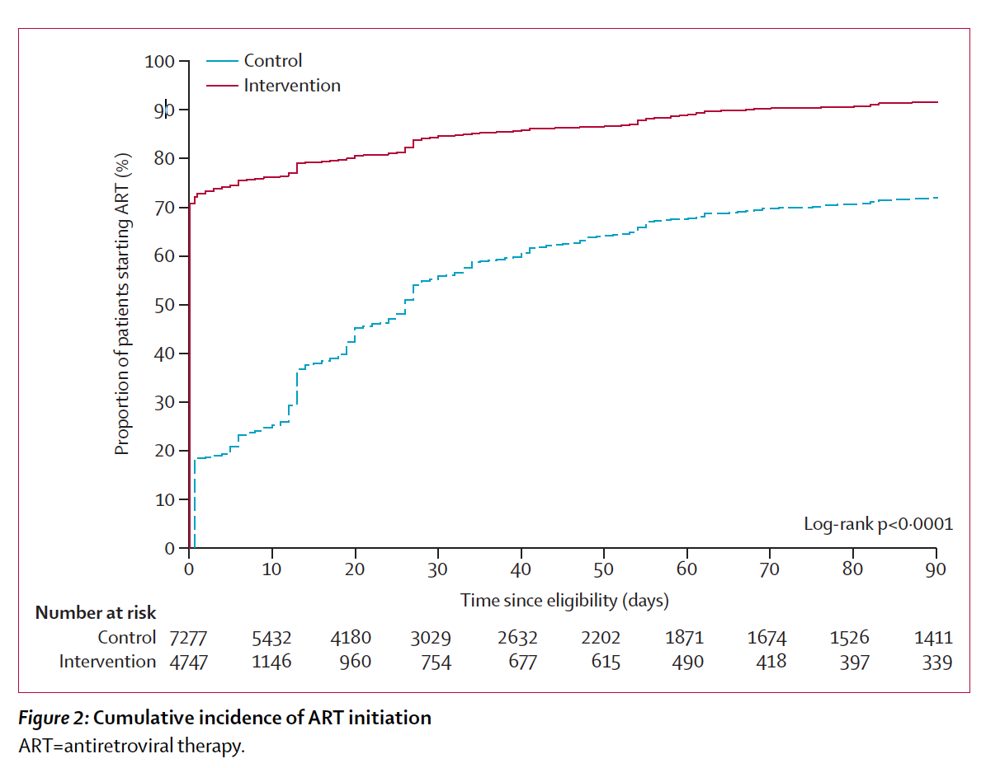 100
Control
Intervention
90
80
70
60
50
40
30
20
10
0
Proportion of patients starting ART (%)
Log-rank p<0·0001
0 10 20 30 40 50 60 70 80 90
Time since eligibility (days)
Number at risk
Control 7277 5432 4180 3029 2632 2202 1871 1674 1526 1411
Intervention 4747 1146 960 754 677 615 490 418 397 339
Figure 2: Cumulative incidence of ART initiation
ART=antiretroviral therapy.